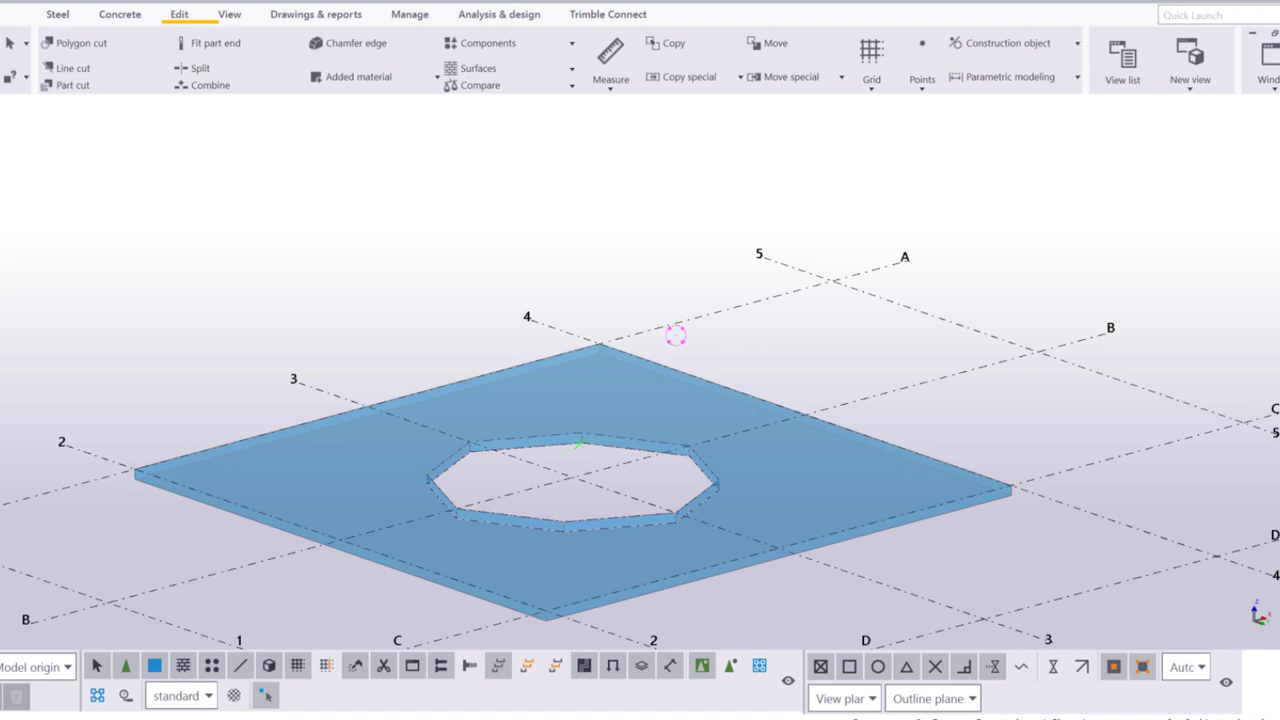 Steel Concrete Edit View Drawings & reports Manage Analysis & design Trimble Connect Quick Launch
Polygon cut Fit part end Chamfer edge Components Copy Move Construction object
Line cut Split Surfaces
Added material Measure Copy special Move special Grid Points Parametric modeling View list New view Wind
Part cut Combine Compare
5 A
4 B
3 C
2 5
D
4
B 1 C 2 D 3
Model origin Auto
standard View plar Outline plane